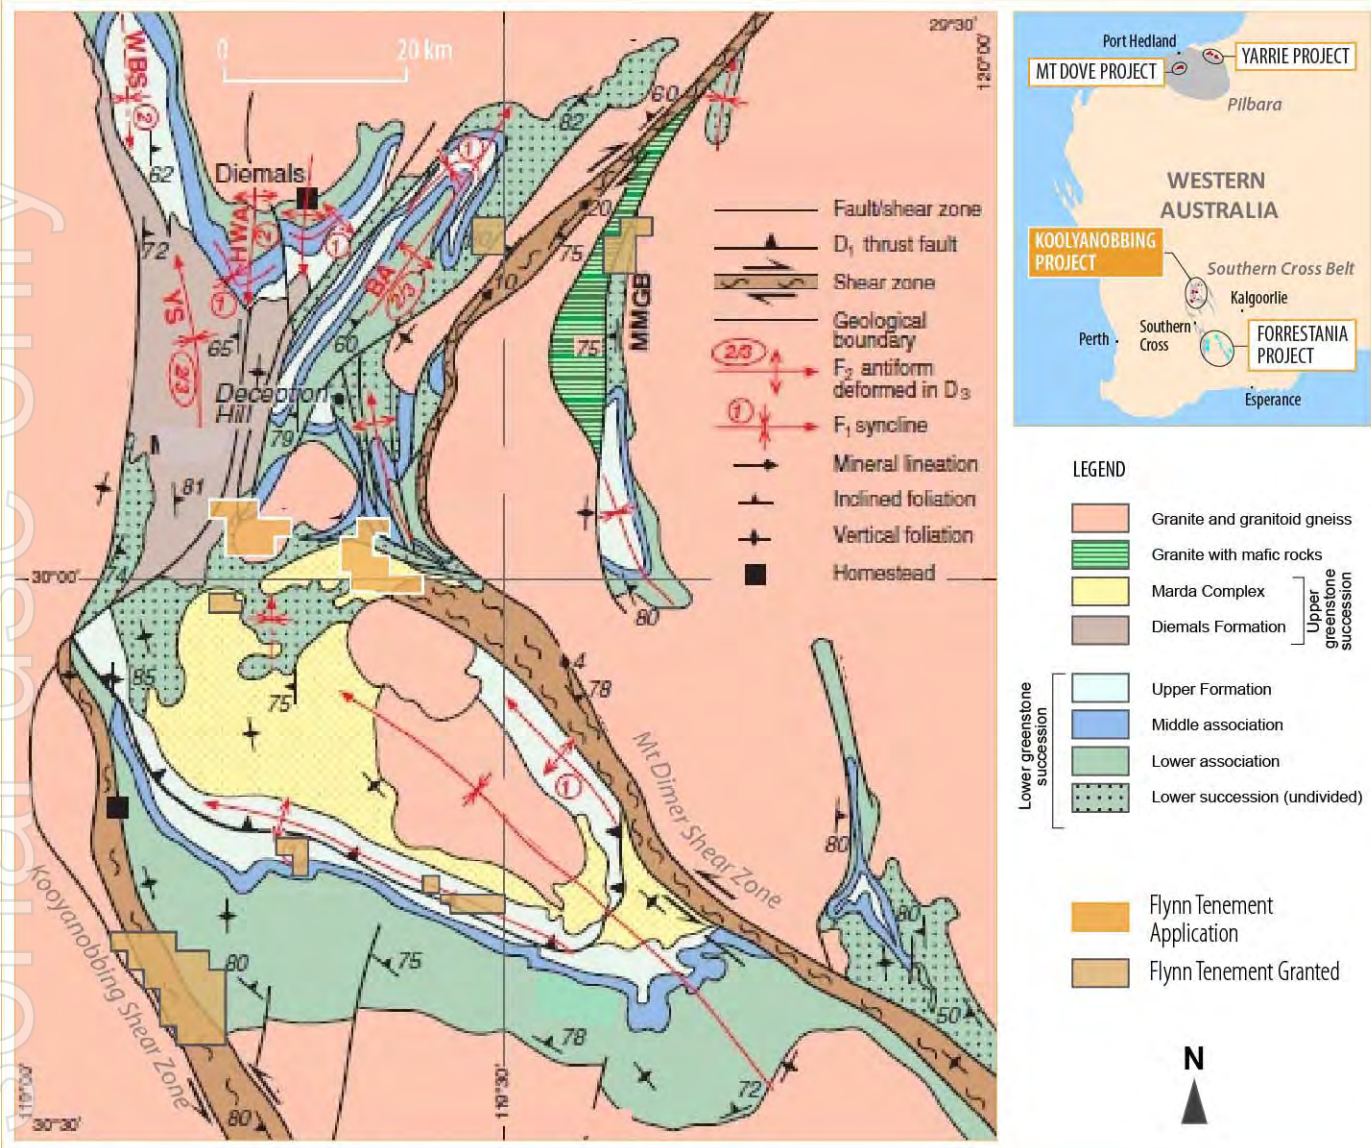 0 20 km
29°30'
120°00'
WBS
2
62
Diemals
72
HWA
2
1
1
1
YS
2/3
65
BA
2/3
60
Deception
Hill
79
81
82
60
20
75
10
75
MMGB
74
30°00'
85
75
80
4
78
Mt Dimer Shear Zone
1
80
80
50
Kooyanobbing Shear Zone
80
75
78
72
80
119°00'
30°30'
119°30'
Fault/shear zone
D1 thrust fault
Shear zone
Geological
boundary
2/3
F2 antiform
deformed in D3
1
F1 syncline
Mineral lineation
Inclined foliation
Vertical foliation
Homestead
Port Hedland
MT DOVE PROJECT
YARRIE PROJECT
Pilbara
WESTERN
AUSTRALIA
KOOLYANOBBING
PROJECT
Southern Cross Belt
Kalgoorlie
Perth
Southern
Cross
FORRESTANIA
PROJECT
Esperance
LEGEND
Granite and granitoid gneiss
Granite with mafic rocks
Marda Complex
Diemals Formation
Upper
greenstone
succession
Upper Formation
Middle association
Lower association
Lower succession (undivided)
Lower greenstone
succession
Flynn Tenement
Application
Flynn Tenement Granted
N